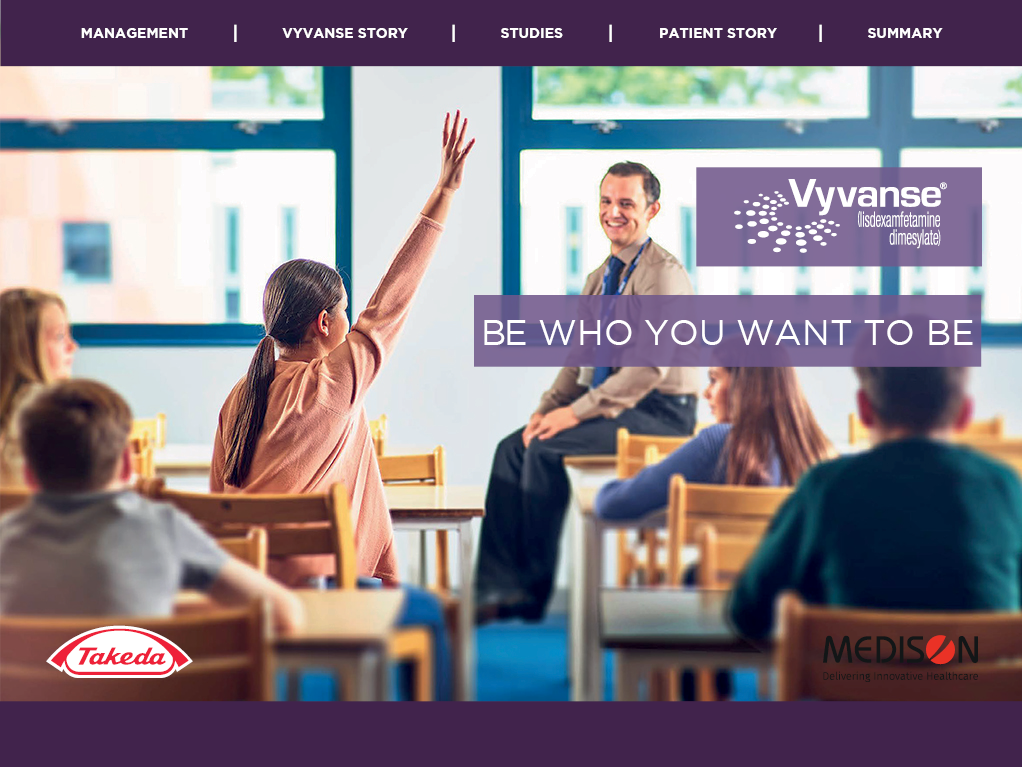 MANAGEMENT | VYVANSE STORY | STUDIES | PATIENT STORY | SUMMARY
Vyvanse®
(lisdexamfetamine
dimesylate)
BE WHO YOU WANT TO BE
Takeda
MEDISON
Delivering Innovative Healthcare